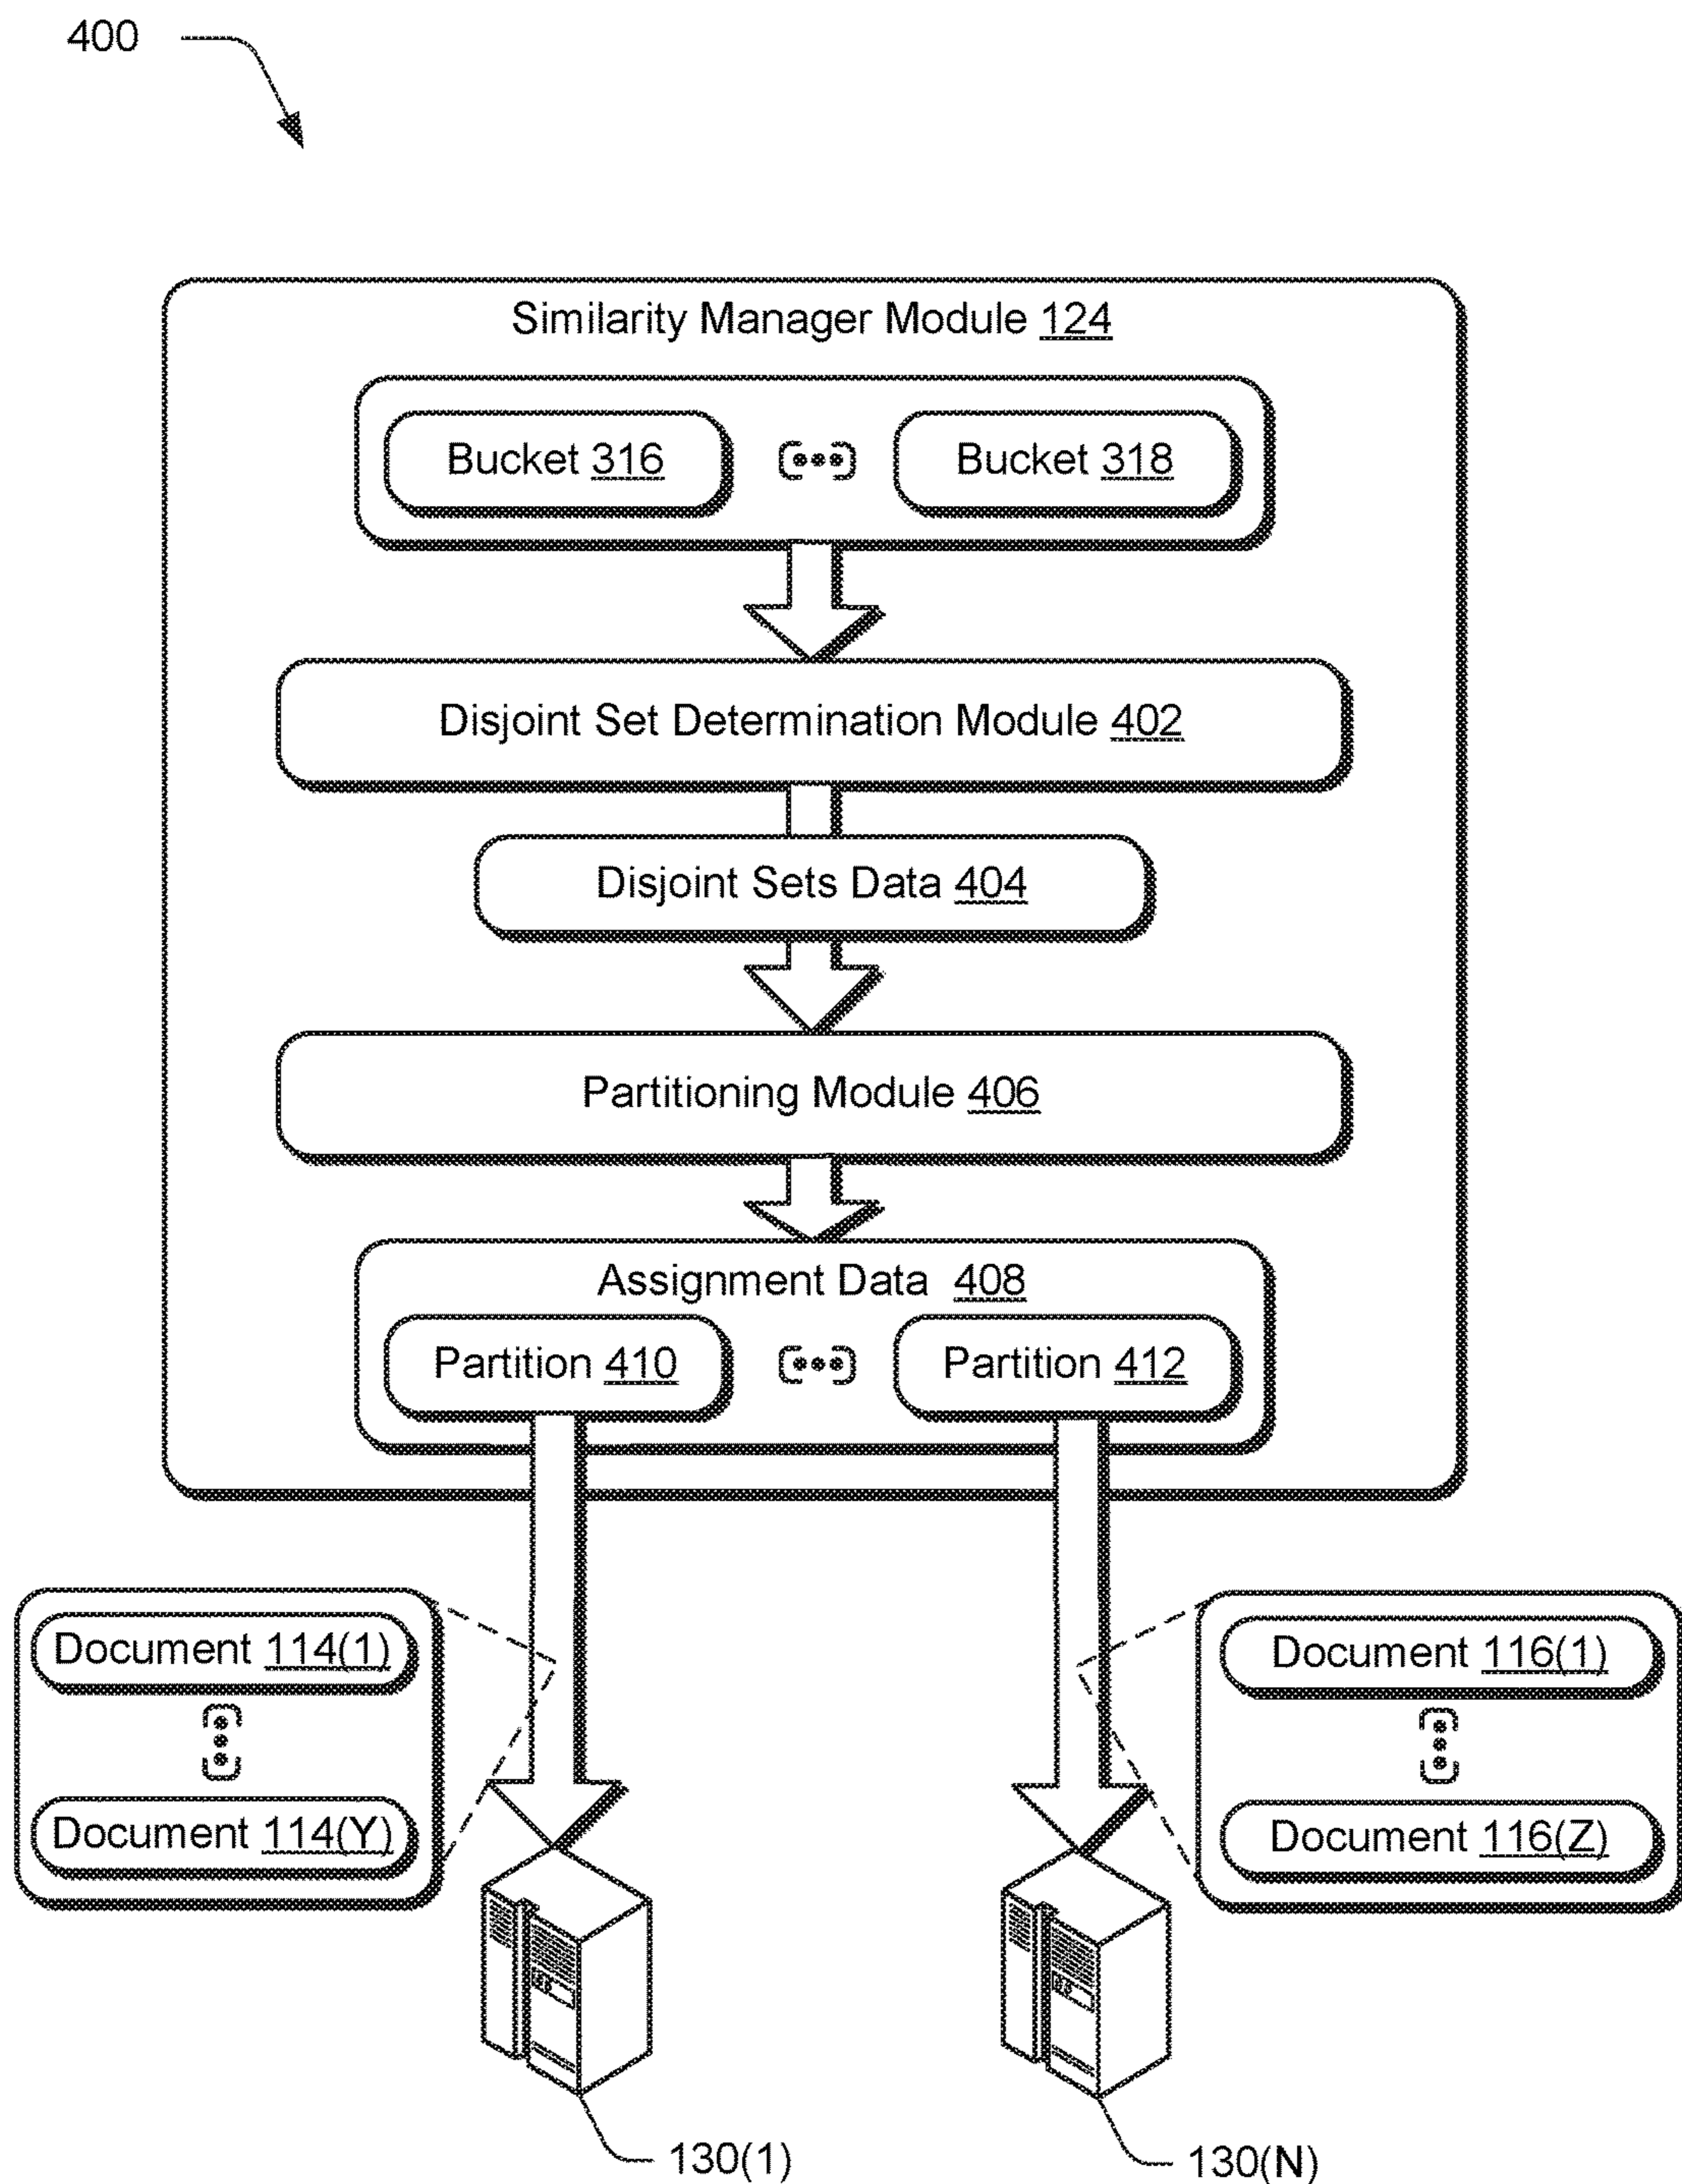 400
Similarity Manager Module 124
Bucket 316
Bucket 318
Disjoint Set Determination Module 402
Disjoint Sets Data 404
Partitioning Module 406
Assignment Data 408
Partition 410
Partition 412
Document 114(1)
Document 114(Y)
Document 116(1)
Document 116(Z)
130(1)
130(N)